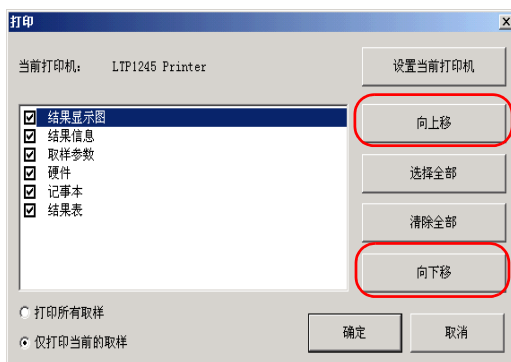 打印
当前打印机: LTP1245 Printer
设置当前打印机
结果显示图
结果信息
取样参数
硬件
记事本
结果表
向上移
选择全部
清除全部
向下移
打印所有取样
仅打印当前的取样
确定
取消